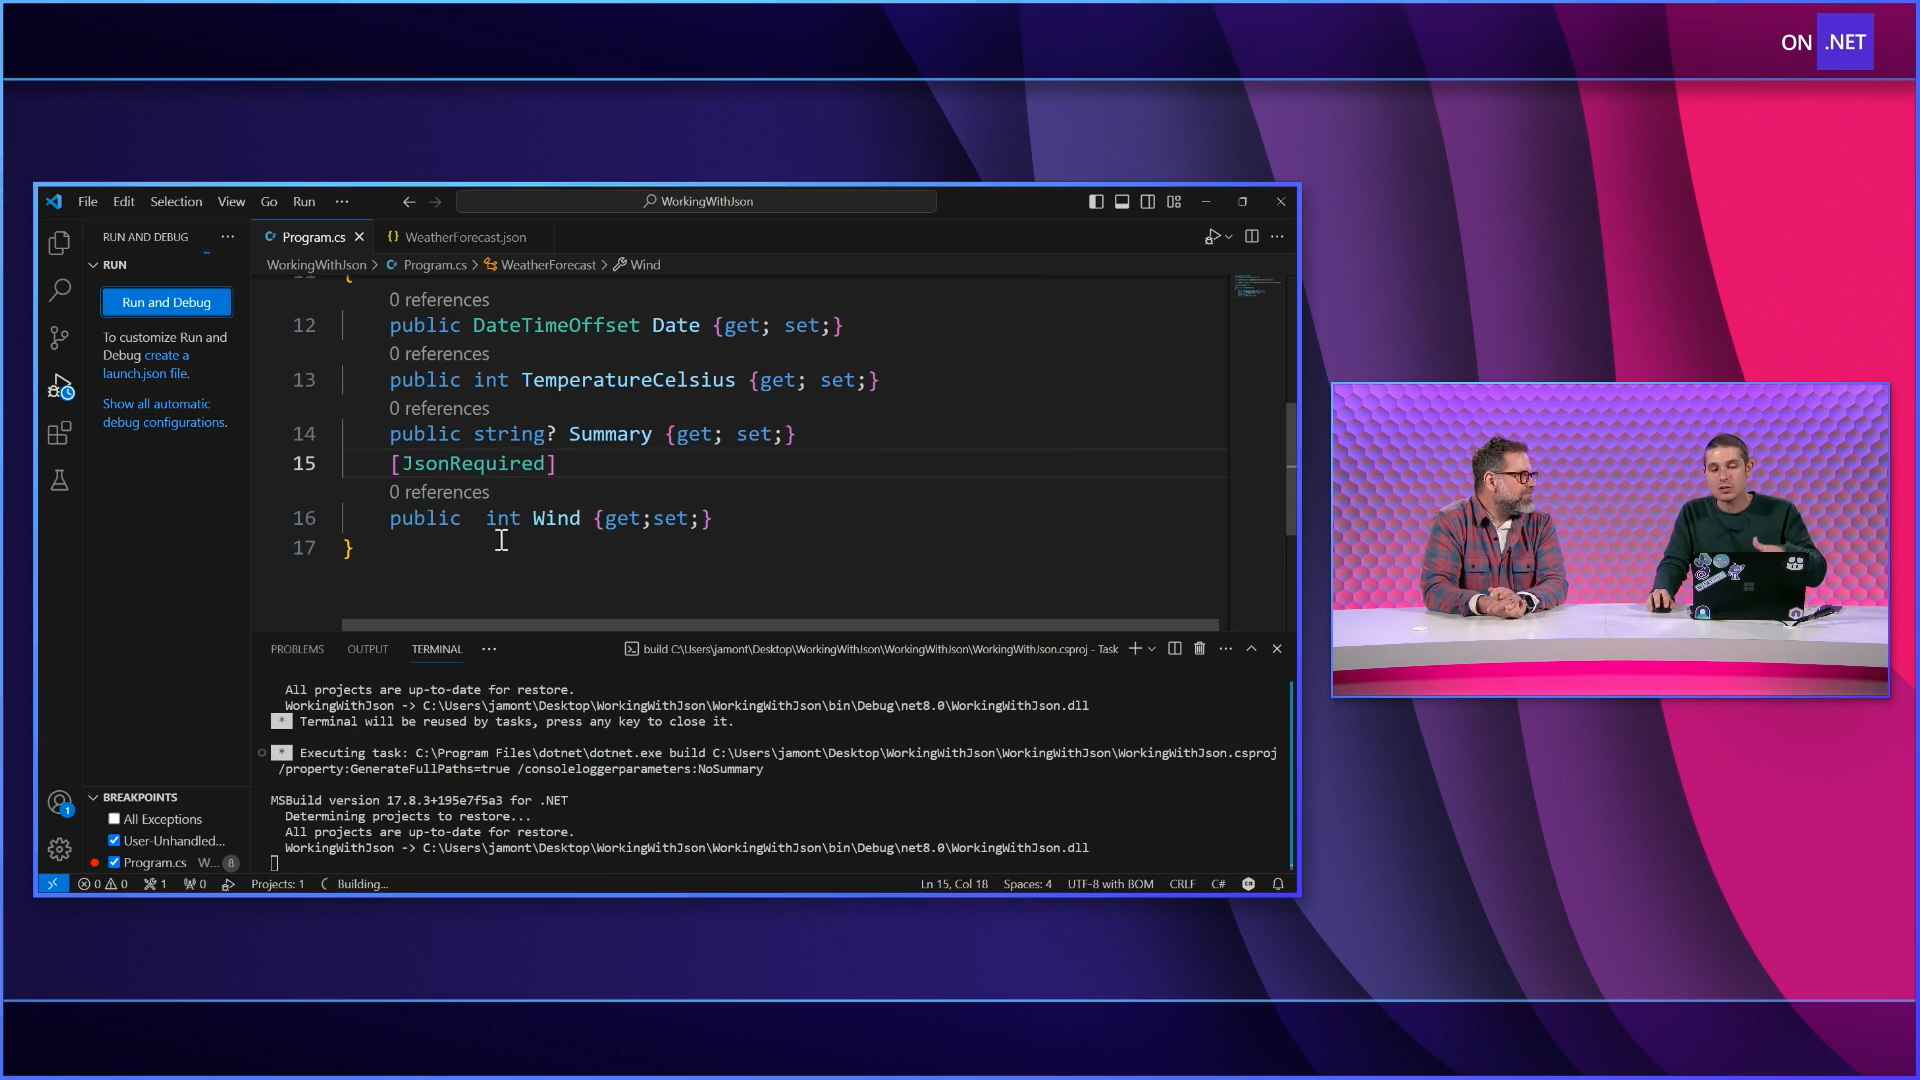 ON .NET
File Edit Selection View Go Run ···
WorkingWithJson
RUN AND DEBUG ···
Program.cs
WeatherForecast.json
RUN
WorkingWithJson > Program.cs > WeatherForecast > Wind
Run and Debug
To customize Run and
Debug create a
launch.json file.
Show all automatic
debug configurations.
{
0 references
12 public DateTimeOffset Date {get; set;}
0 references
13 public int TemperatureCelsius {get; set;}
0 references
14 public string? Summary {get; set;}
15 [JsonRequired]
0 references
16 public  int Wind {get;set;}
17 }
PROBLEMS OUTPUT TERMINAL ···
build C:\Users\jamont\Desktop\WorkingWithJson\WorkingWithJson\WorkingWithJson.csproj - Task
All projects are up-to-date for restore.
WorkingWithJson -> C:\Users\jamont\Desktop\WorkingWithJson\WorkingWithJson\bin\Debug\net8.0\WorkingWithJson.dll
* Terminal will be reused by tasks, press any key to close it.
* Executing task: C:\Program Files\dotnet\dotnet.exe build C:\Users\jamont\Desktop\WorkingWithJson\WorkingWithJson\WorkingWithJson.csproj
/property:GenerateFullPaths=true /consoleloggerparameters:NoSummary
MSBuild version 17.8.3+195e7f5a3 for .NET
Determining projects to restore...
All projects are up-to-date for restore.
WorkingWithJson -> C:\Users\jamont\Desktop\WorkingWithJson\WorkingWithJson\bin\Debug\net8.0\WorkingWithJson.dll
1
BREAKPOINTS
All Exceptions
User-Unhandled...
Program.cs W... 8
0 0 1 0 Projects: 1 Building...
Ln 15, Col 18 Spaces: 4 UTF-8 with BOM CRLF C#